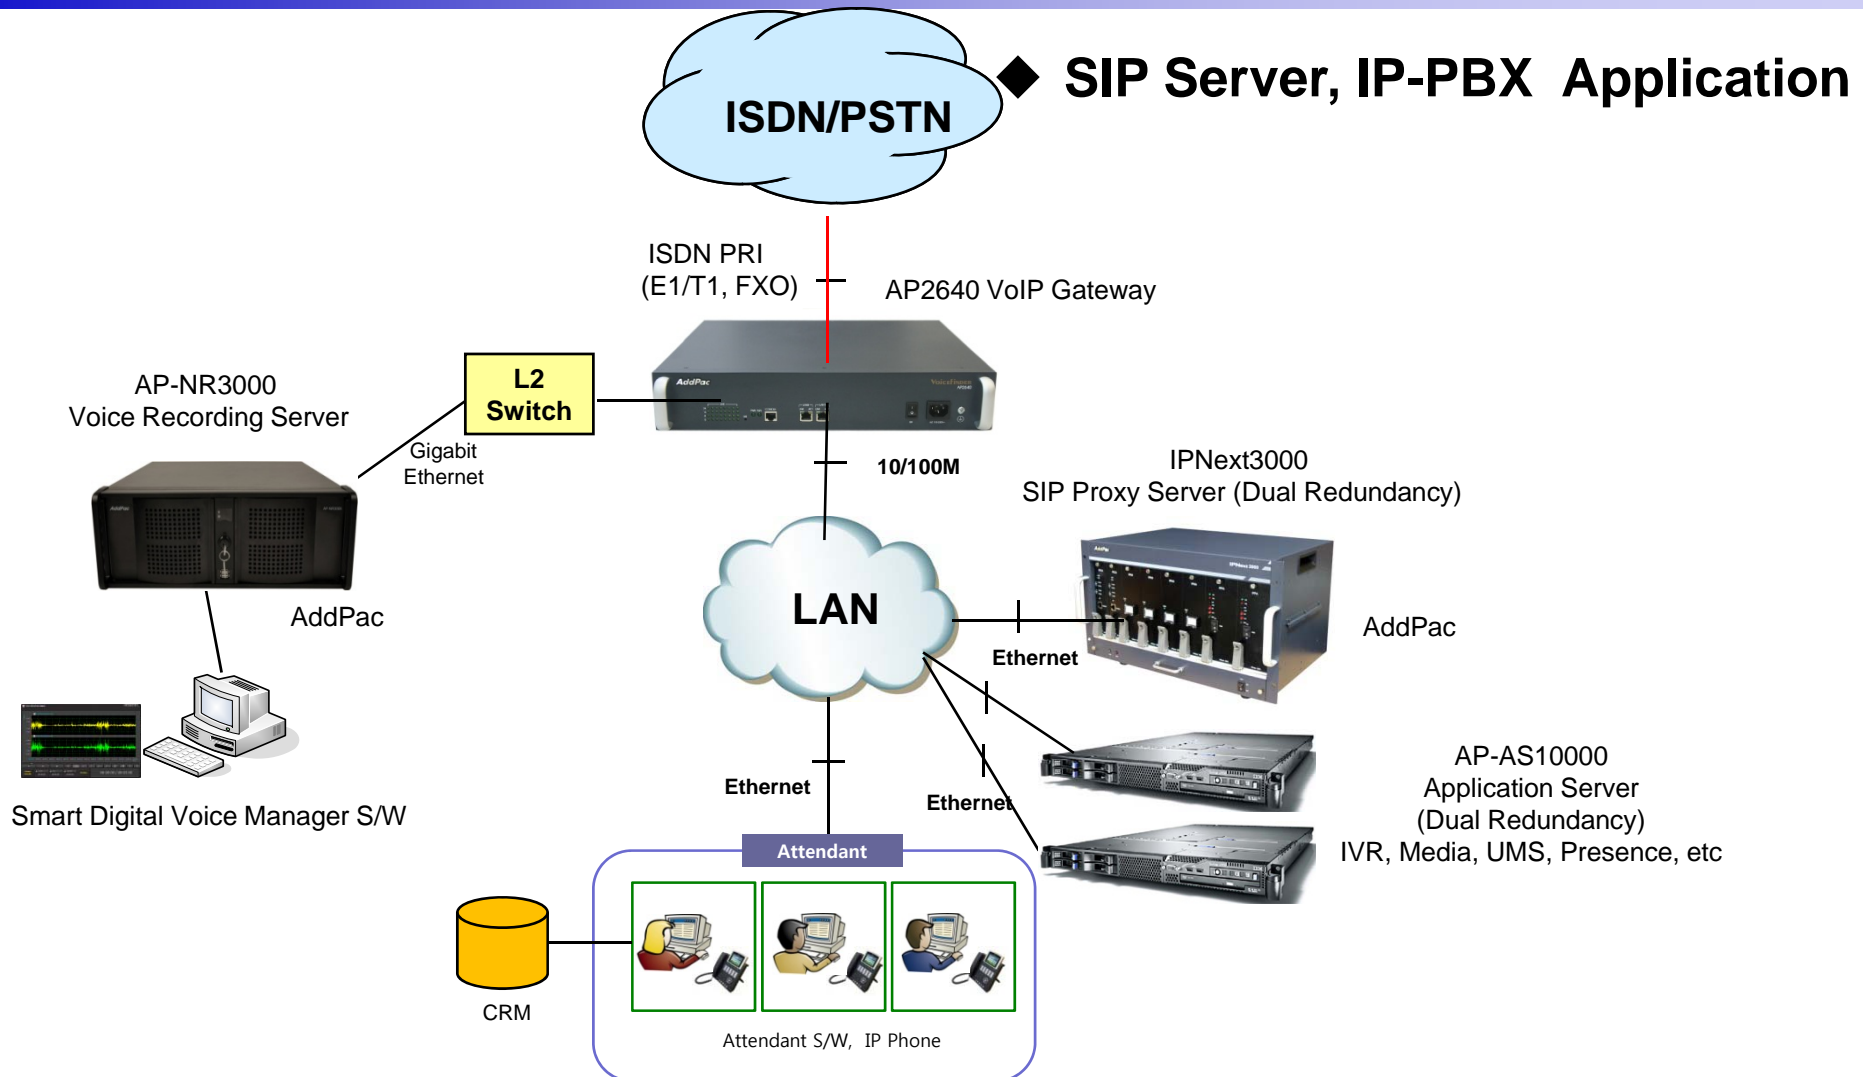 ◆ SIP Server, IP-PBX Application
ISDN/PSTN
ISDN PRI
(E1/T1, FXO)
AP2640 VoIP Gateway
L2
Switch
AddPac
AP-NR3000
Voice Recording Server
Gigabit
Ethernet
10/100M
IPNext3000
SIP Proxy Server (Dual Redundancy)
AddPac
LAN
AddPac
Ethernet
AddPac
Smart Digital Voice Manager S/W
Ethernet
Ethernet
AP-AS10000
Application Server
(Dual Redundancy)
IVR, Media, UMS, Presence, etc
Attendant
CRM
Attendant S/W, IP Phone